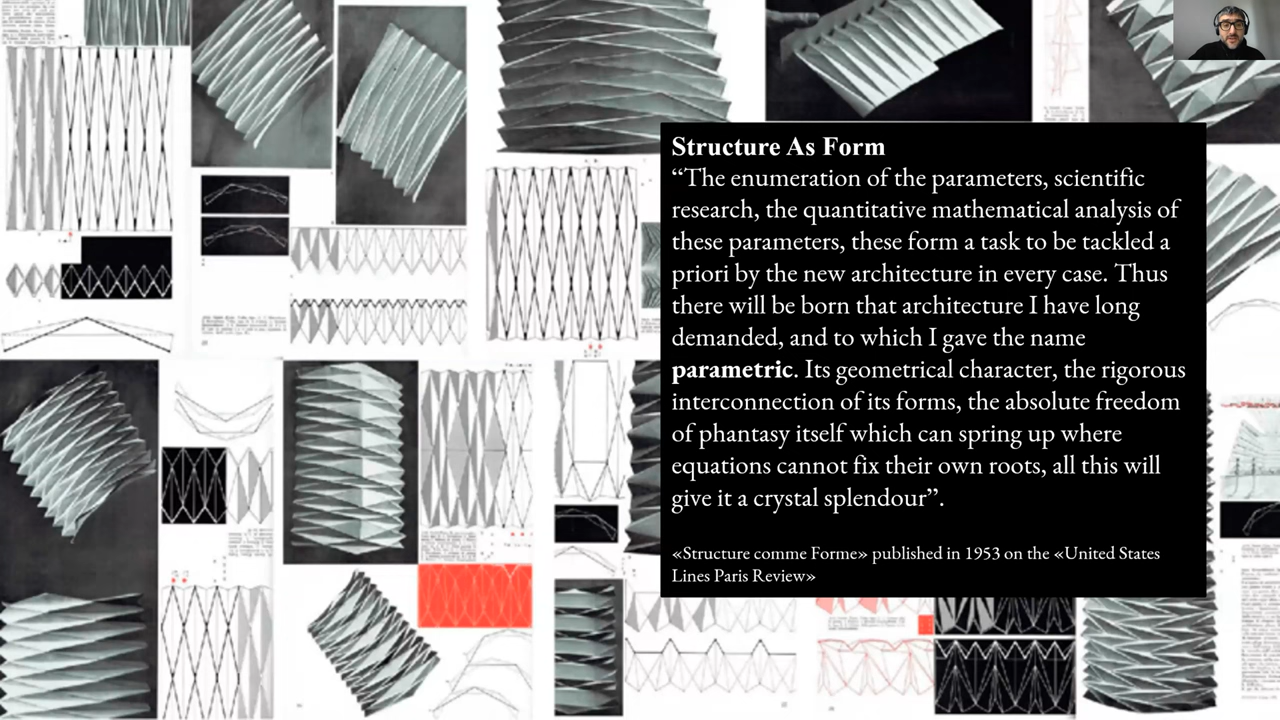 Structure As Form
“The enumeration of the parameters, scientific
research, the quantitative mathematical analysis of
these parameters, these form a task to be tackled a
priori by the new architecture in every case. Thus
there will be born that architecture I have long
demanded, and to which I gave the name
parametric. Its geometrical character, the rigorous
interconnection of its forms, the absolute freedom
of phantasy itself which can spring up where
equations cannot fix their own roots, all this will
give it a crystal splendour”.
«Structure comme Forme» published in 1953 on the «United States
Lines Paris Review»